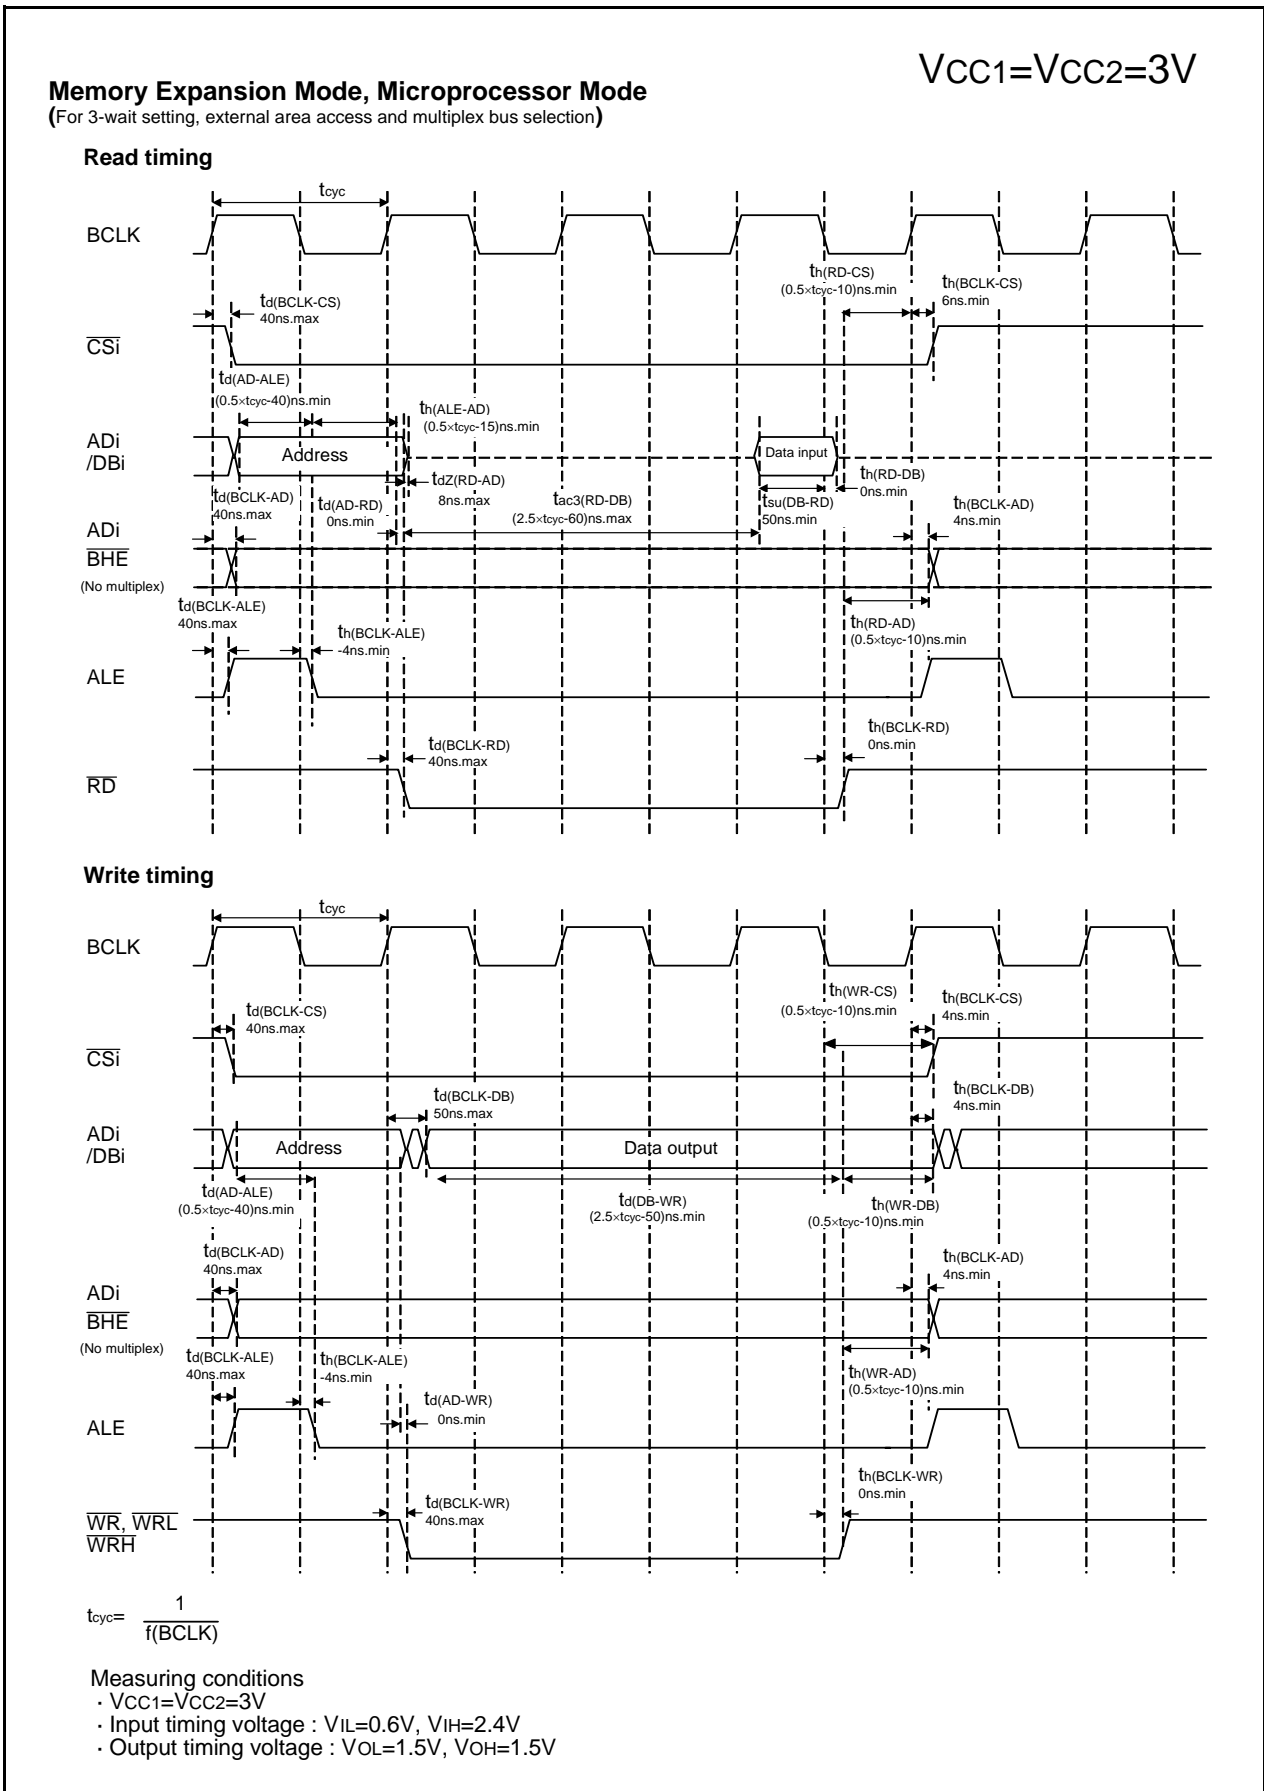 VCC1=VCC2=3V
Memory Expansion Mode, Microprocessor Mode
(For 3-wait setting, external area access and multiplex bus selection)
Read timing
tcyc
BCLK
th(RD-CS)
(0.5×tcyc-10)ns.min
th(BCLK-CS)
6ns.min
td(BCLK-CS)
40ns.max
CSi
td(AD-ALE)
(0.5×tcyc-40)ns.min
th(ALE-AD)
(0.5×tcyc-15)ns.min
ADi
/DBi
Address
Data input
tdZ(RD-AD)
8ns.max
th(RD-DB)
0ns.min
td(BCLK-AD)
40ns.max
td(AD-RD)
0ns.min
tac3(RD-DB)
(2.5×tcyc-60)ns.max
tsu(DB-RD)
50ns.min
th(BCLK-AD)
4ns.min
ADi
BHE
(No multiplex)
td(BCLK-ALE)
40ns.max
th(BCLK-ALE)
-4ns.min
th(RD-AD)
(0.5×tcyc-10)ns.min
ALE
td(BCLK-RD)
40ns.max
th(BCLK-RD)
0ns.min
RD
Write timing
tcyc
BCLK
th(WR-CS)
(0.5×tcyc-10)ns.min
th(BCLK-CS)
4ns.min
td(BCLK-CS)
40ns.max
CSi
td(BCLK-DB)
50ns.max
th(BCLK-DB)
4ns.min
ADi
/DBi
Address
Data output
td(AD-ALE)
(0.5×tcyc-40)ns.min
td(DB-WR)
(2.5×tcyc-50)ns.min
th(WR-DB)
(0.5×tcyc-10)ns.min
td(BCLK-AD)
40ns.max
th(BCLK-AD)
4ns.min
ADi
BHE
(No multiplex)
td(BCLK-ALE)
40ns.max
th(BCLK-ALE)
-4ns.min
th(WR-AD)
(0.5×tcyc-10)ns.min
td(AD-WR)
0ns.min
ALE
td(BCLK-WR)
40ns.max
th(BCLK-WR)
0ns.min
WR, WRL
WRH
tcyc= 1
f(BCLK)
Measuring conditions
· VCC1=VCC2=3V
· Input timing voltage : VIL=0.6V, VIH=2.4V
· Output timing voltage : VOL=1.5V, VOH=1.5V